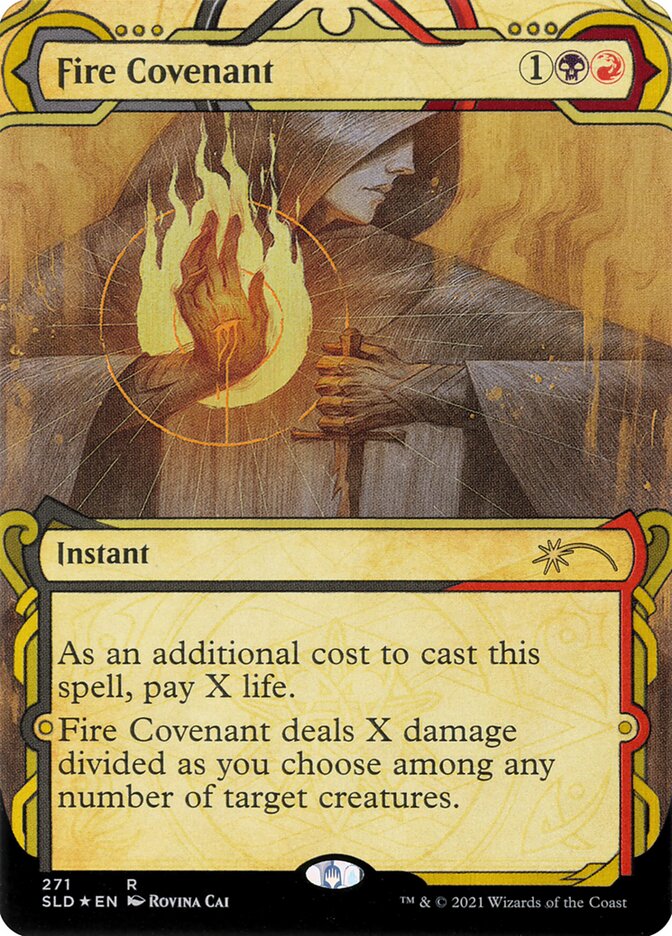 Fire Covenant 1
Instant
As an additional cost to cast this
spell, pay X life.
Fire Covenant deals X damage
divided as you choose among any
number of target creatures.
271 R
SLD ★ EN Rovina Cai
™ & © 2021 Wizards of the Coast